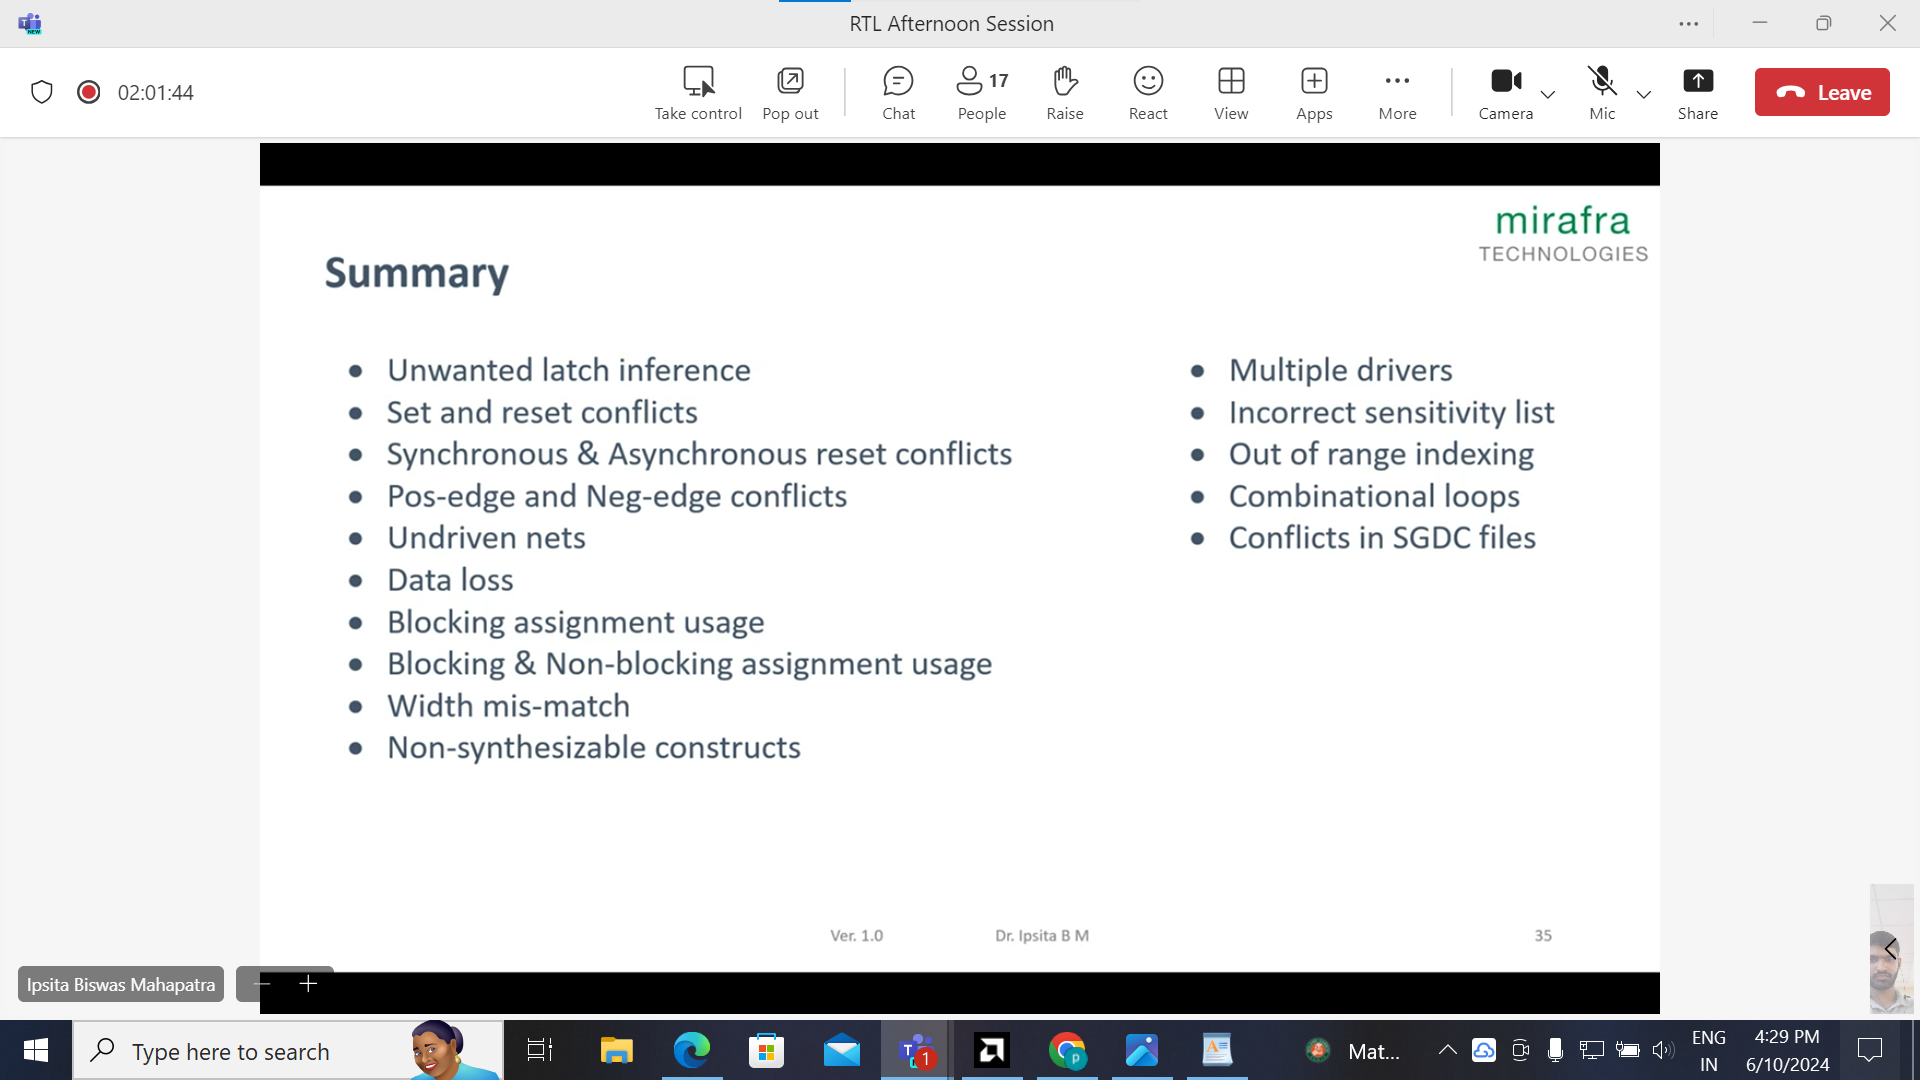 RTL Afternoon Session
NEW
02:01:44
Take control
Pop out
Chat
17
People
Raise
React
View
Apps
More
Camera
Mic
Share
Leave
mirafra
TECHNOLOGIES
Summary
• Unwanted latch inference
• Set and reset conflicts
• Synchronous & Asynchronous reset conflicts
• Pos-edge and Neg-edge conflicts
• Undriven nets
• Data loss
• Blocking assignment usage
• Blocking & Non-blocking assignment usage
• Width mis-match
• Non-synthesizable constructs
• Multiple drivers
• Incorrect sensitivity list
• Out of range indexing
• Combinational loops
• Conflicts in SGDC files
Ver. 1.0
Dr. Ipsita B M
35
Ipsita Biswas Mahapatra
Type here to search
1
p
Mat...
ENG
IN
4:29 PM
6/10/2024